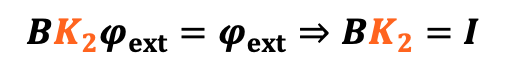 BK₂φ_ext = φ_ext ⇒ BK₂ = I